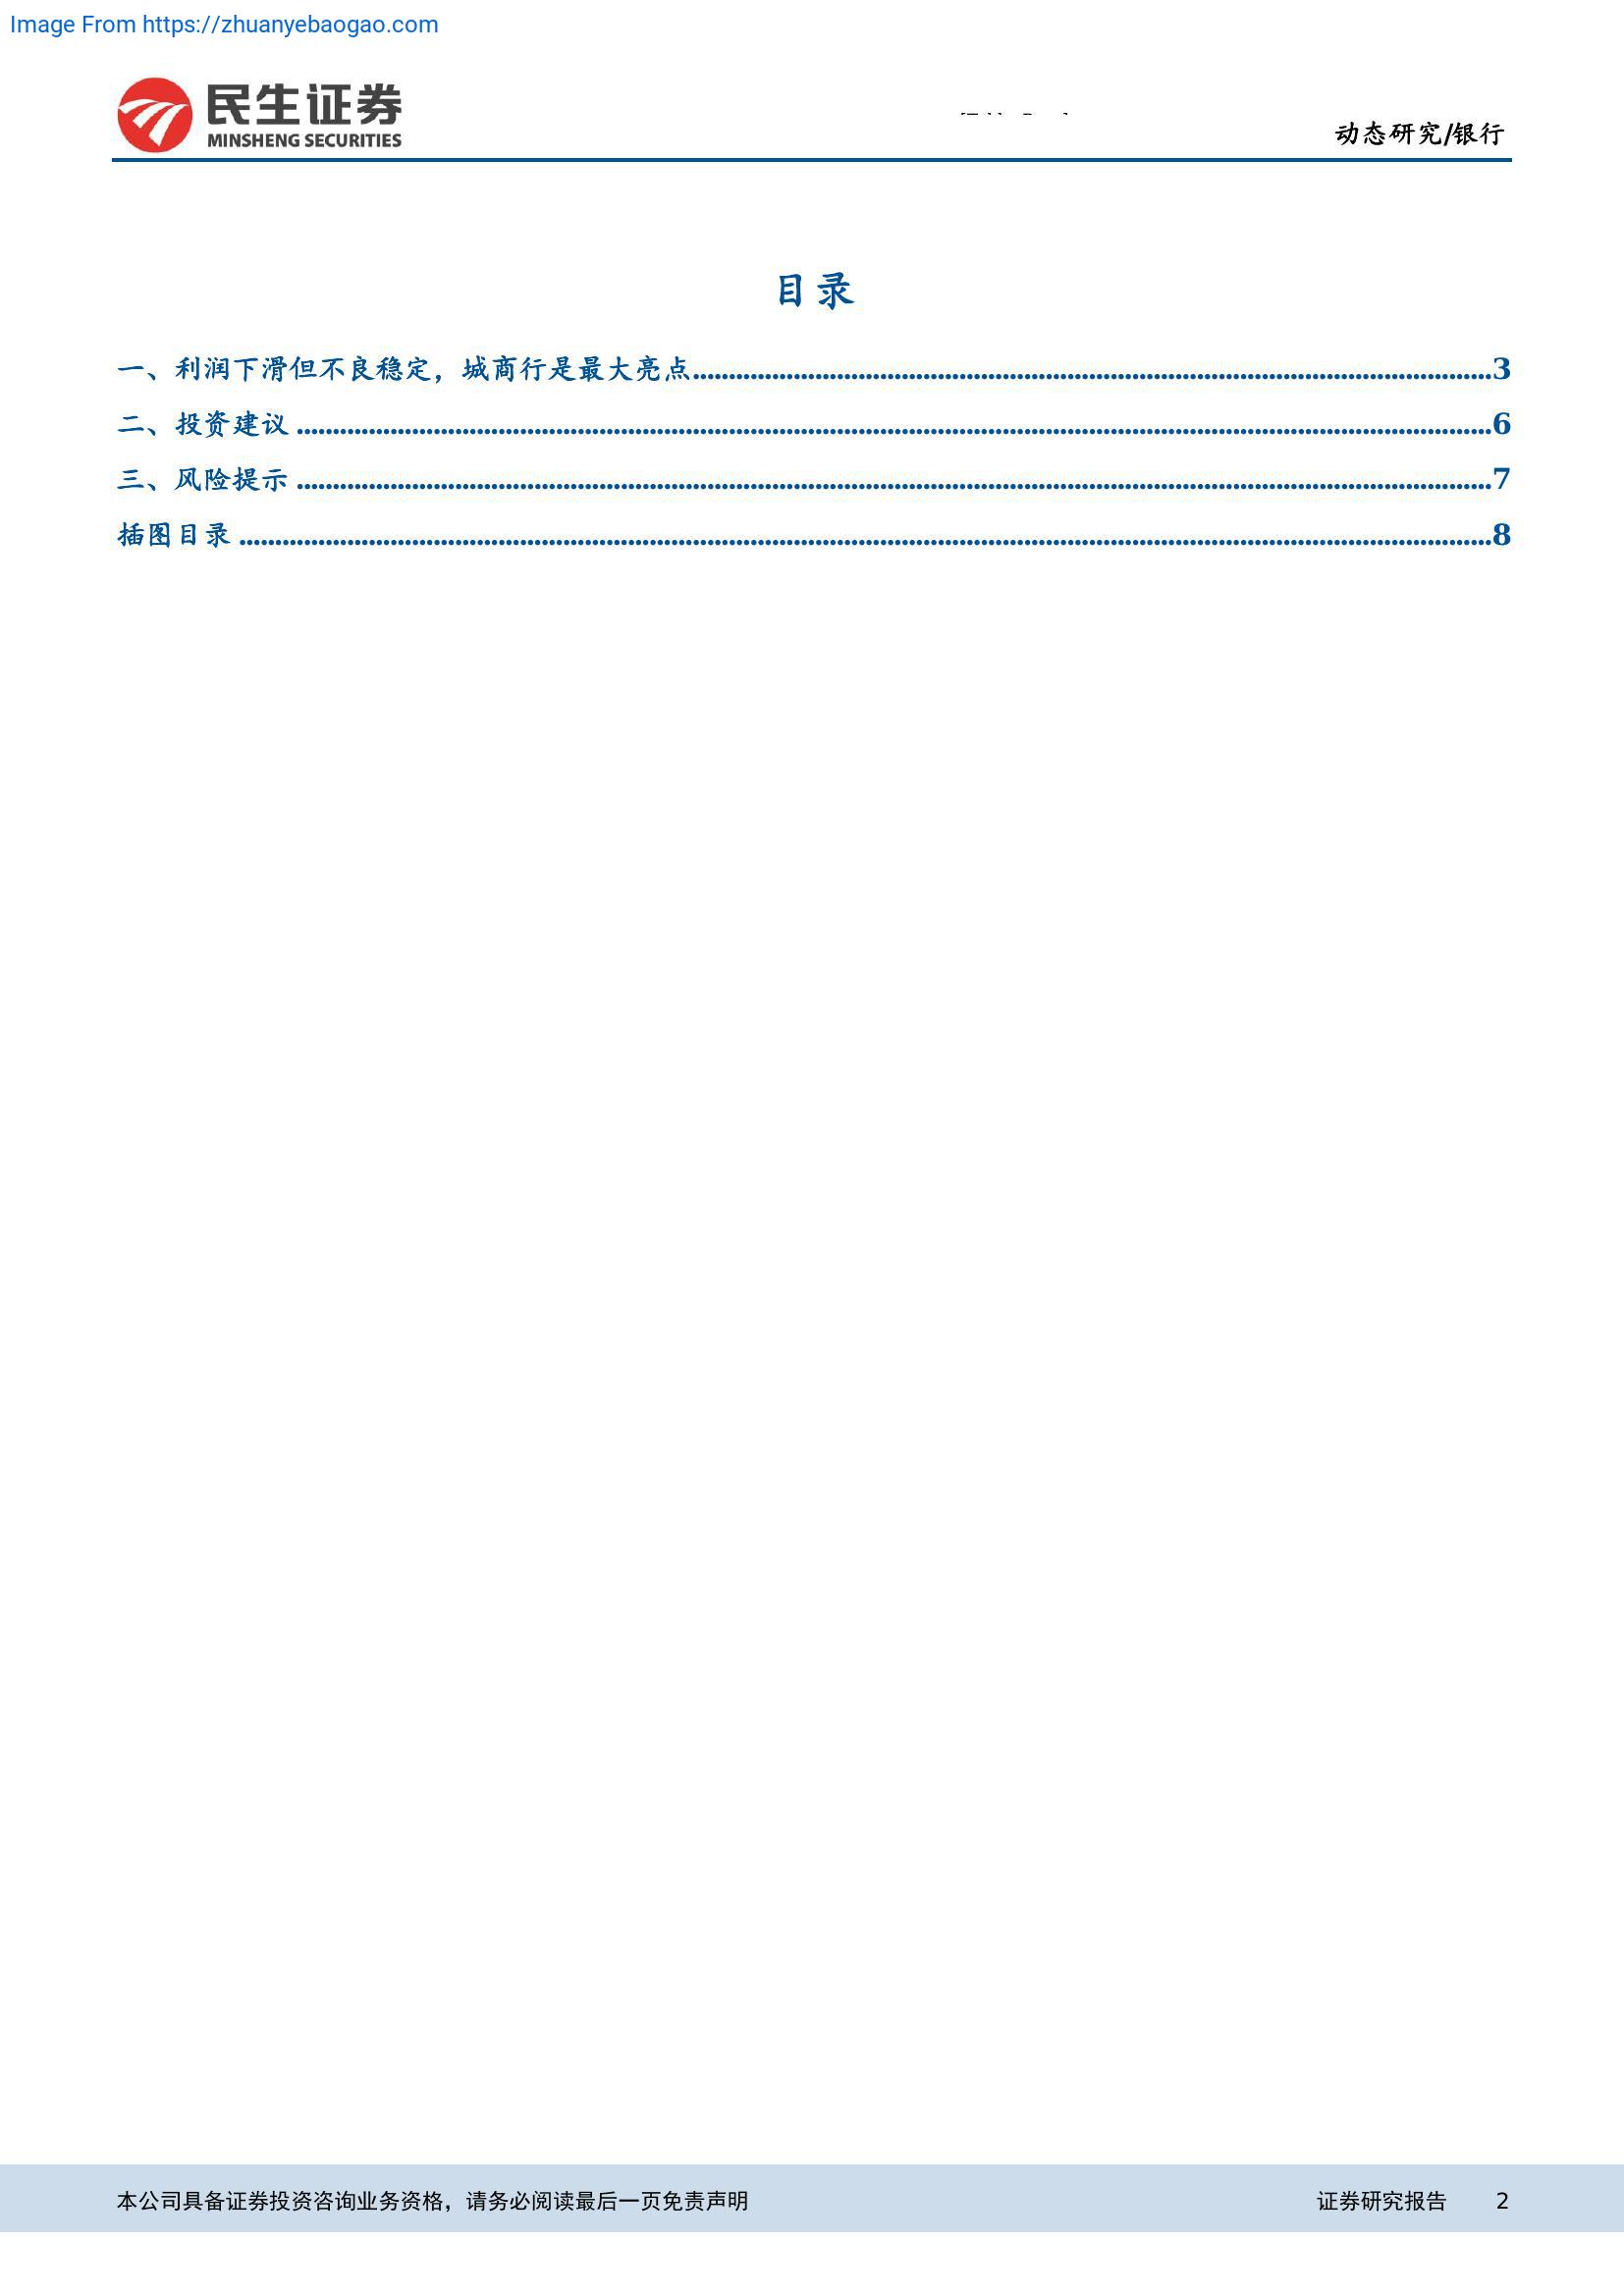 Image From https://zhuanyebaogao.com
民生证券
MINSHENG SECURITIES
动态研究/银行
目录
一、利润下滑但不良稳定，城商行是最大亮点........................3
二、投资建议........................6
三、风险提示........................7
插图目录........................8
本公司具备证券投资咨询业务资格，请务必阅读最后一页免责声明
证券研究报告 2